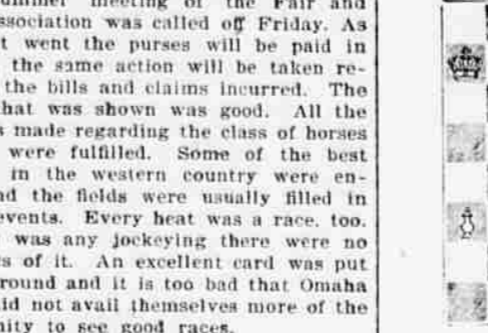 meeting of the Fair and
ssociation was called off Friday. As
t went the purses will be paid in
the same action will be taken re-
the bills and claims incurred. The
hat was shown was good. All the
s made regarding the class of horses
were fulfilled. Some of the best
in the western country were en-
nd the fields were usually filled in
events. Every heat was a race, too.
was any jockeying there were no
s of it. An excellent card was put
round and it is too bad that Omaha
id not avail themselves more of the
nity to see good races.